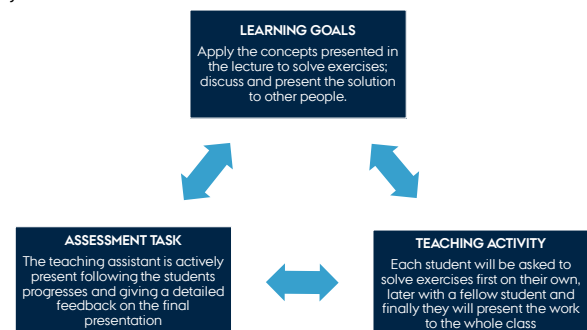 LEARNING GOALS
Apply the concepts presented in
the lecture to solve exercises;
discuss and present the solution
to other people.
ASSESSMENT TASK
The teaching assistant is actively
present following the students
progresses and giving a detailed
feedback on the final
presentation
TEACHING ACTIVITY
Each student will be asked to
solve exercises first on their own,
later with a fellow student and
finally they will present the work
to the whole class